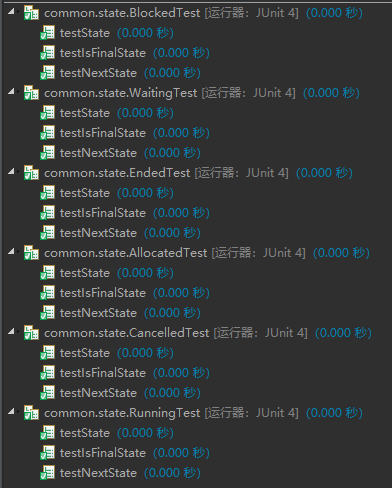 common.state.BlockedTest [运行器：JUnit 4] (0.000 秒)
testState (0.000 秒)
testIsFinalState (0.000 秒)
testNextState (0.000 秒)
common.state.WaitingTest [运行器：JUnit 4] (0.000 秒)
testState (0.000 秒)
testIsFinalState (0.000 秒)
testNextState (0.000 秒)
common.state.EndedTest [运行器：JUnit 4] (0.000 秒)
testState (0.000 秒)
testIsFinalState (0.000 秒)
testNextState (0.000 秒)
common.state.AllocatedTest [运行器：JUnit 4] (0.000 秒)
testState (0.000 秒)
testIsFinalState (0.000 秒)
testNextState (0.000 秒)
common.state.CancelledTest [运行器：JUnit 4] (0.000 秒)
testState (0.000 秒)
testIsFinalState (0.000 秒)
testNextState (0.000 秒)
common.state.RunningTest [运行器：JUnit 4] (0.000 秒)
testState (0.000 秒)
testIsFinalState (0.000 秒)
testNextState (0.000 秒)